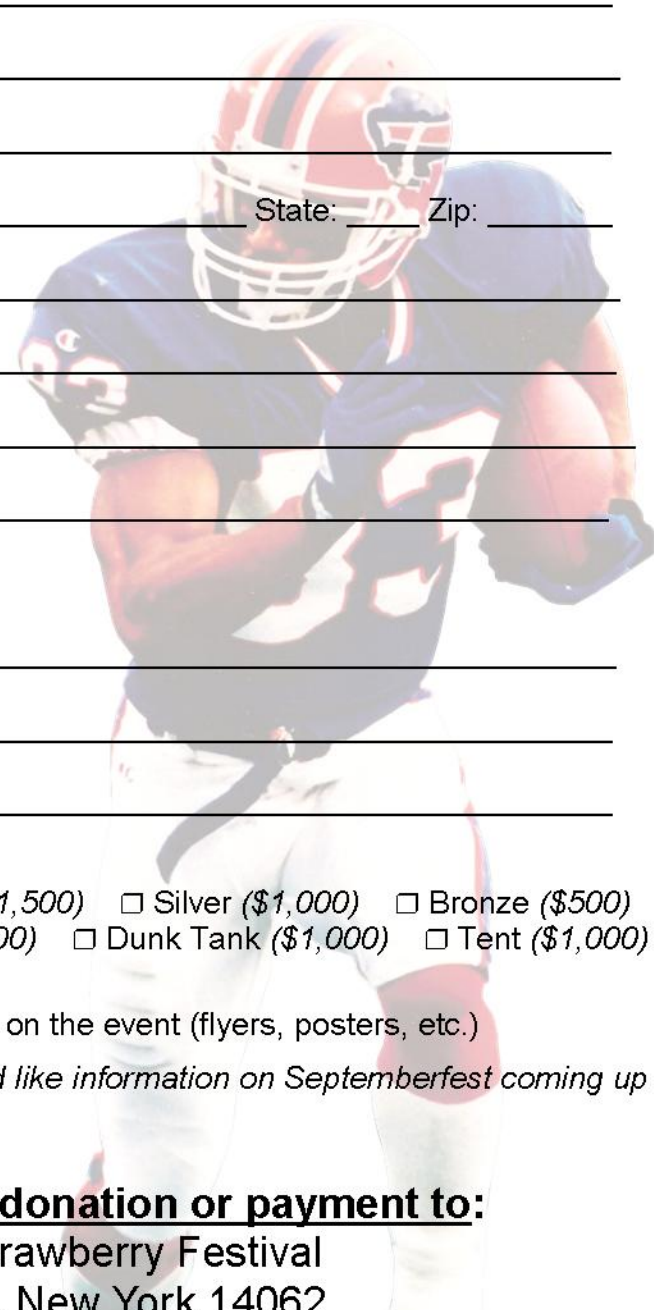 State: Zip:
83
83
1,500) ❒ Silver ($1,000) ❒ Bronze ($500)
00) ❒ Dunk Tank ($1,000) ❒ Tent ($1,000)
on the event (flyers, posters, etc.)
like information on Septemberfest coming up
donation or payment to:
rawberry Festival
New York 14062